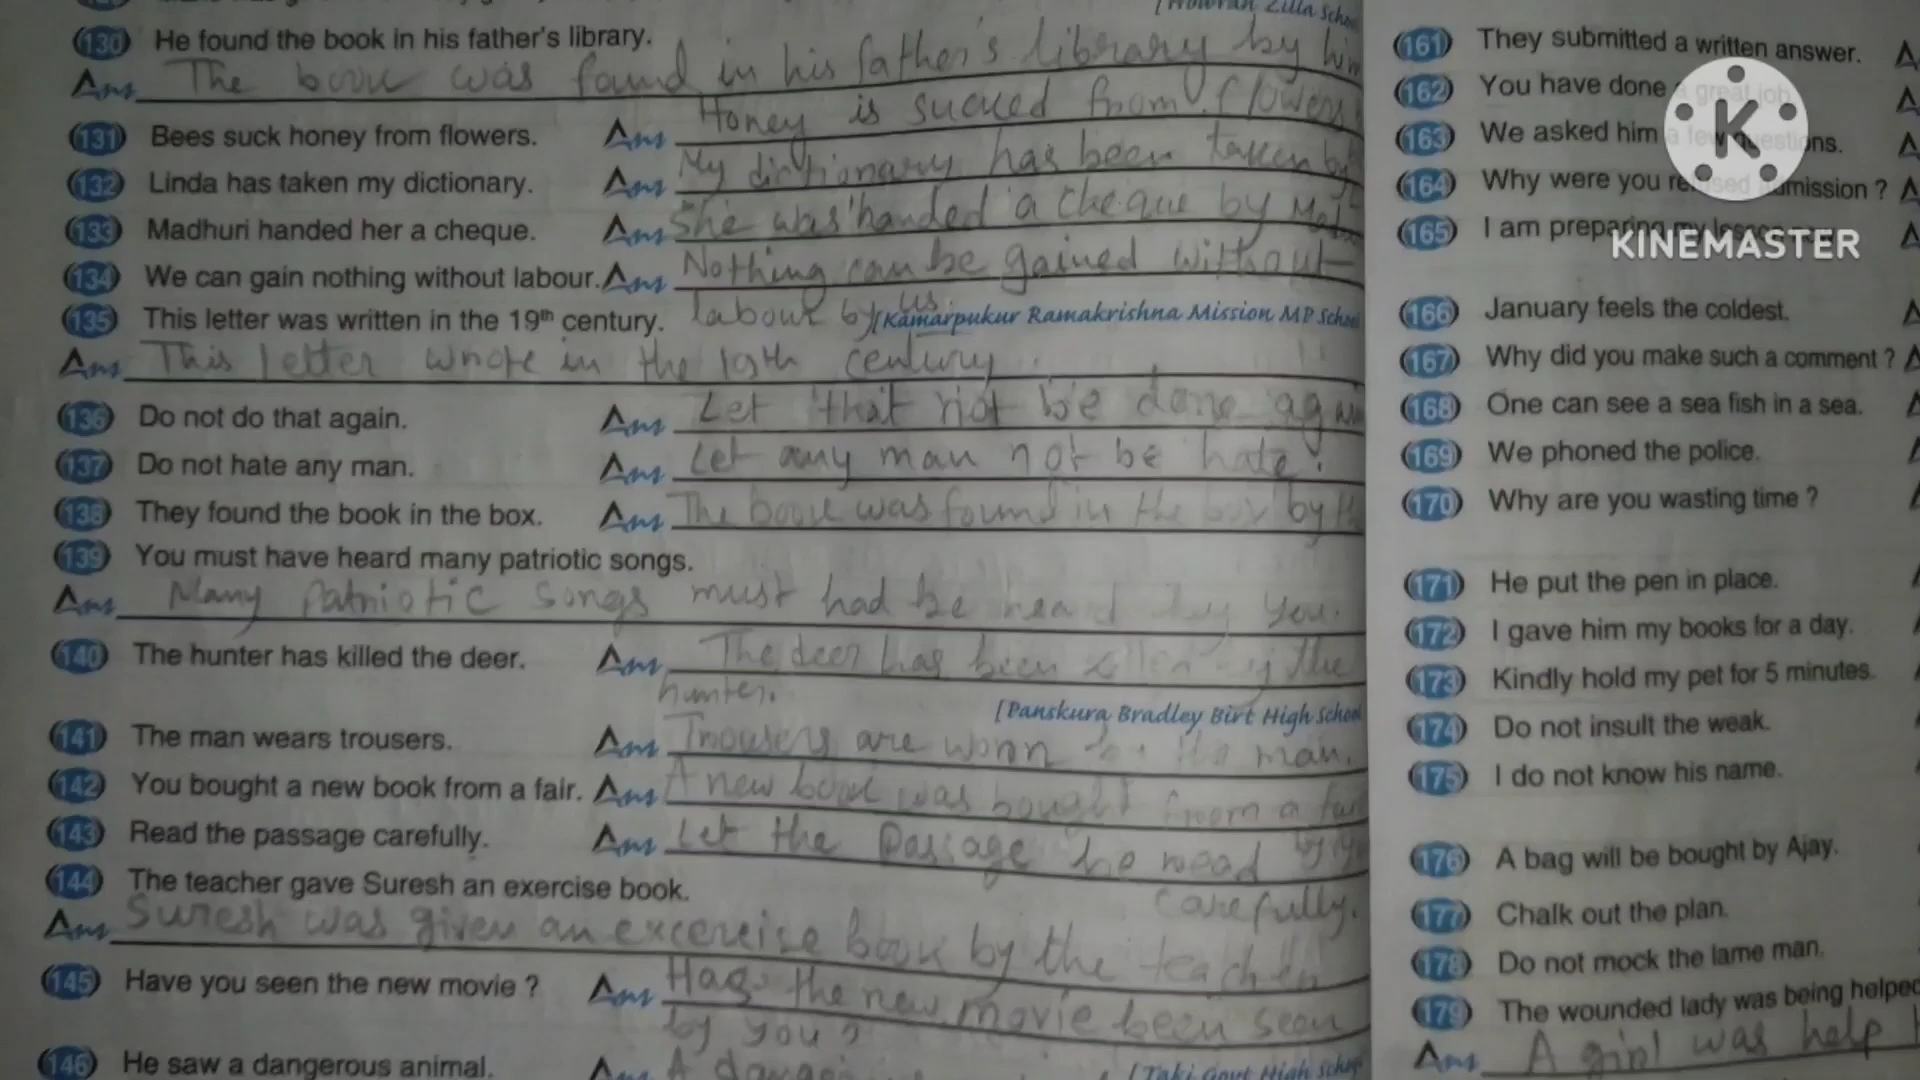 [Howrah Zilla School
130 He found the book in his father's library.
Ans The book was found in his father's library by him
131 Bees suck honey from flowers. Ans Honey is sucked from flowers.
132 Linda has taken my dictionary. Ans My dictionary has been taken by
133 Madhuri handed her a cheque. Ans She was handed a cheque by
134 We can gain nothing without labour. Ans Nothing can be gained without
labour by us
135 This letter was written in the 19th century. [Kamarpukur Ramakrishna Mission MP School
Ans This letter wrote in the 19th century.
136 Do not do that again. Ans Let that not be done again
137 Do not hate any man. Ans Let any man not be hate.
138 They found the book in the box. Ans The book was found in the box by
139 You must have heard many patriotic songs.
Ans Many Patriotic songs must had be heard by you.
140 The hunter has killed the deer. Ans The deer has been by the
hunter.
[Panskura Bradley Birt High School
141 The man wears trousers. Ans Trousers are worn by the man.
142 You bought a new book from a fair. Ans A new book was bought from a
143 Read the passage carefully. Ans Let the passage be read by
carefully.
144 The teacher gave Suresh an exercise book.
Ans Suresh was given an excercise book by the teacher
145 Have you seen the new movie ? Ans Has the new movie been seen
by you?
146 He saw a dangerous animal. Ans A
[Taki Govt High School
161 They submitted a written answer.
162 You have done a great job
163 We asked him a few questions.
164 Why were you refused admission ?
165 I am preparing my
KINEMASTER
166 January feels the coldest.
167 Why did you make such a comment ?
168 One can see a sea fish in a sea.
169 We phoned the police.
170 Why are you wasting time ?
171 He put the pen in place.
172 I gave him my books for a day.
173 Kindly hold my pet for 5 minutes.
174 Do not insult the weak.
175 I do not know his name.
176 A bag will be bought by Ajay.
177 Chalk out the plan.
178 Do not mock the lame man.
179 The wounded lady was being helped
Ans A girl was help